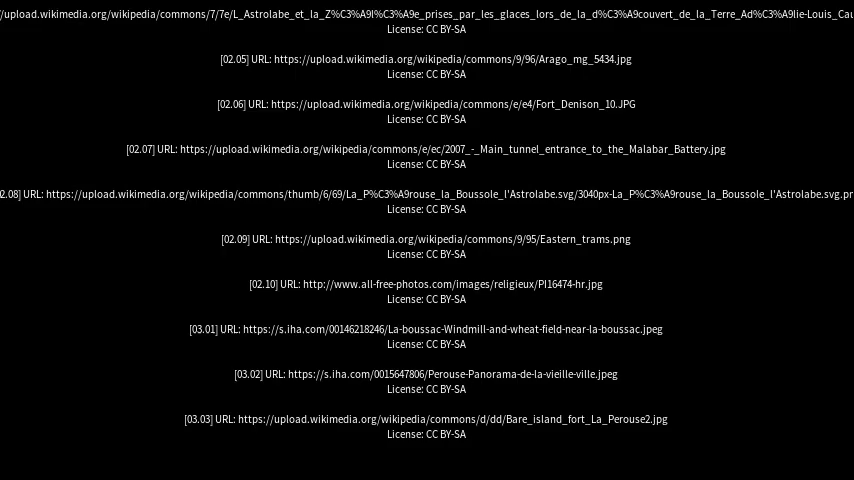 /upload.wikimedia.org/wikipedia/commons/7/7e/L_Astrolabe_et_la_Z%C3%A9l%C3%A9e_prises_par_les_glaces_lors_de_la_d%C3%A9couvert_de_la_Terre_Ad%C3%A9lie-Louis_Cau
License: CC BY-SA
[02.05] URL: https://upload.wikimedia.org/wikipedia/commons/9/96/Arago_mg_5434.jpg
License: CC BY-SA
[02.06] URL: https://upload.wikimedia.org/wikipedia/commons/e/e4/Fort_Denison_10.JPG
License: CC BY-SA
[02.07] URL: https://upload.wikimedia.org/wikipedia/commons/e/ec/2007_-_Main_tunnel_entrance_to_the_Malabar_Battery.jpg
License: CC BY-SA
2.08] URL: https://upload.wikimedia.org/wikipedia/commons/thumb/6/69/La_P%C3%A9rouse_la_Boussole_l'Astrolabe.svg/3040px-La_P%C3%A9rouse_la_Boussole_l'Astrolabe.svg.pr
License: CC BY-SA
[02.09] URL: https://upload.wikimedia.org/wikipedia/commons/9/95/Eastern_trams.png
License: CC BY-SA
[02.10] URL: http://www.all-free-photos.com/images/religieux/PI16474-hr.jpg
License: CC BY-SA
[03.01] URL: https://s.iha.com/00146218246/La-boussac-Windmill-and-wheat-field-near-la-boussac.jpeg
License: CC BY-SA
[03.02] URL: https://s.iha.com/0015647806/Perouse-Panorama-de-la-vieille-ville.jpeg
License: CC BY-SA
[03.03] URL: https://upload.wikimedia.org/wikipedia/commons/d/dd/Bare_island_fort_La_Perouse2.jpg
License: CC BY-SA